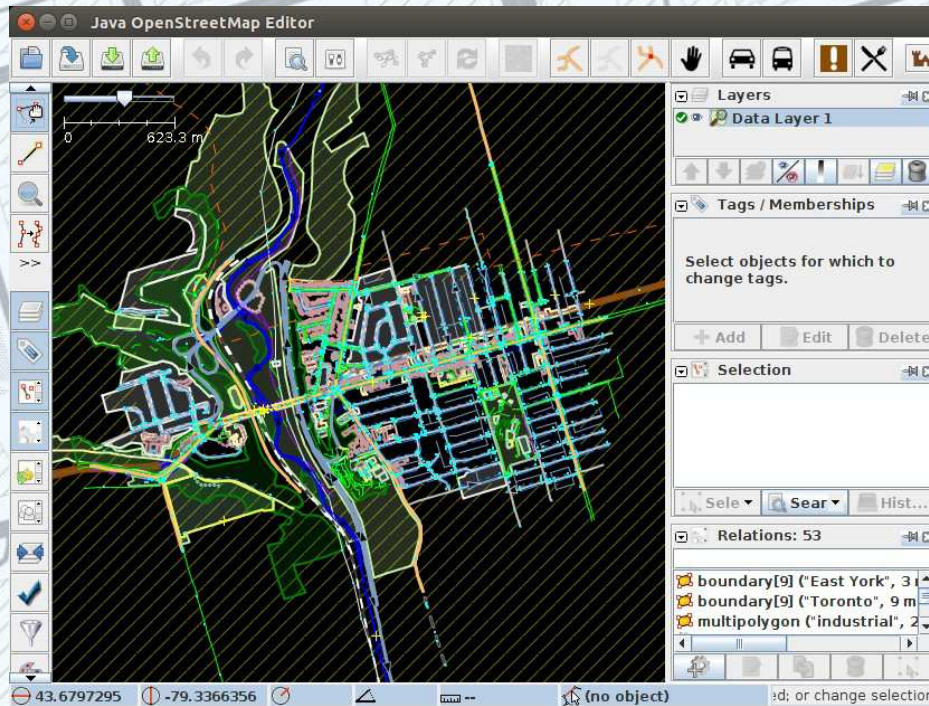 Java OpenStreetMap Editor
0 623.3 m
>>
Layers
Data Layer 1
Tags / Memberships
Select objects for which to
change tags.
Add Edit Delete
Selection
Sele Sear Hist...
Relations: 53
boundary[9] ("East York", 3
boundary[9] ("Toronto", 9 m
multipolygon ("industrial", 2
43.6797295 -79.3366356 -- (no object) ed; or change selection